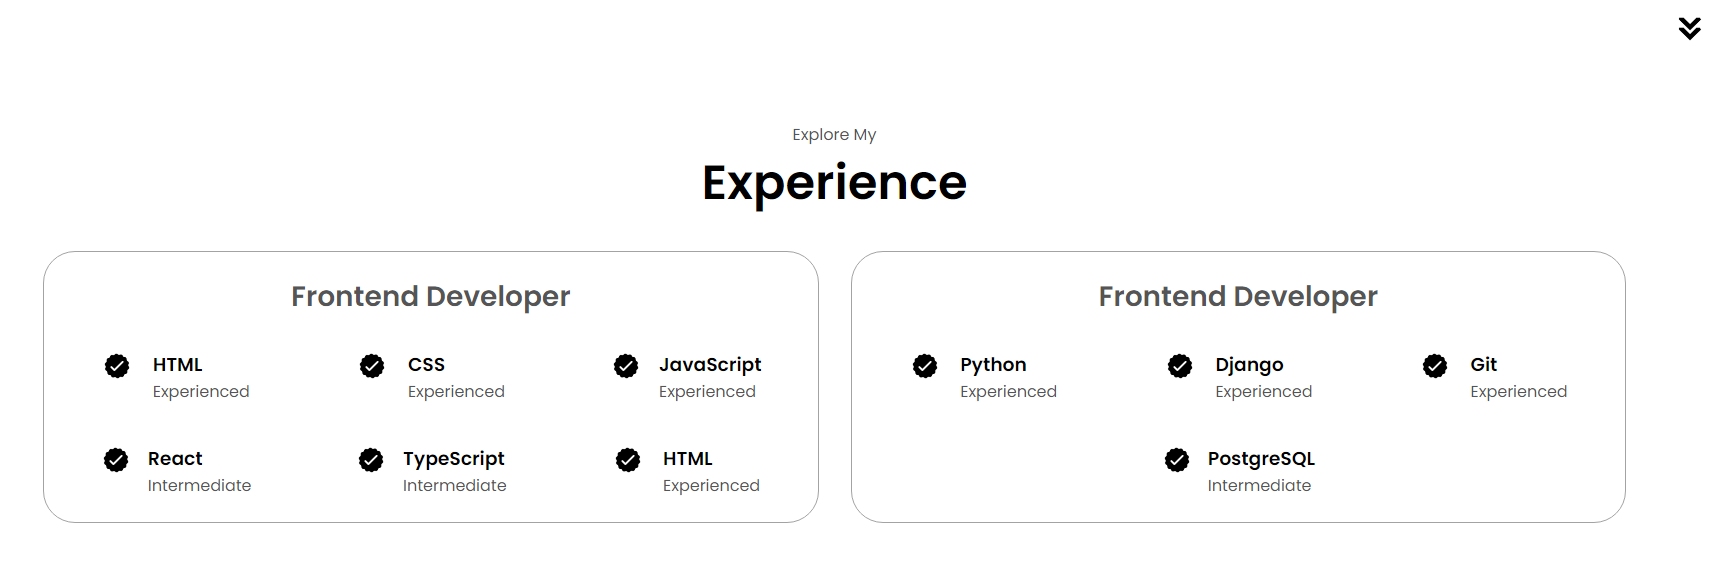 Explore My
Experience
Frontend Developer
HTML
Experienced
CSS
Experienced
JavaScript
Experienced
React
Intermediate
TypeScript
Intermediate
HTML
Experienced
Frontend Developer
Python
Experienced
Django
Experienced
Git
Experienced
PostgreSQL
Intermediate